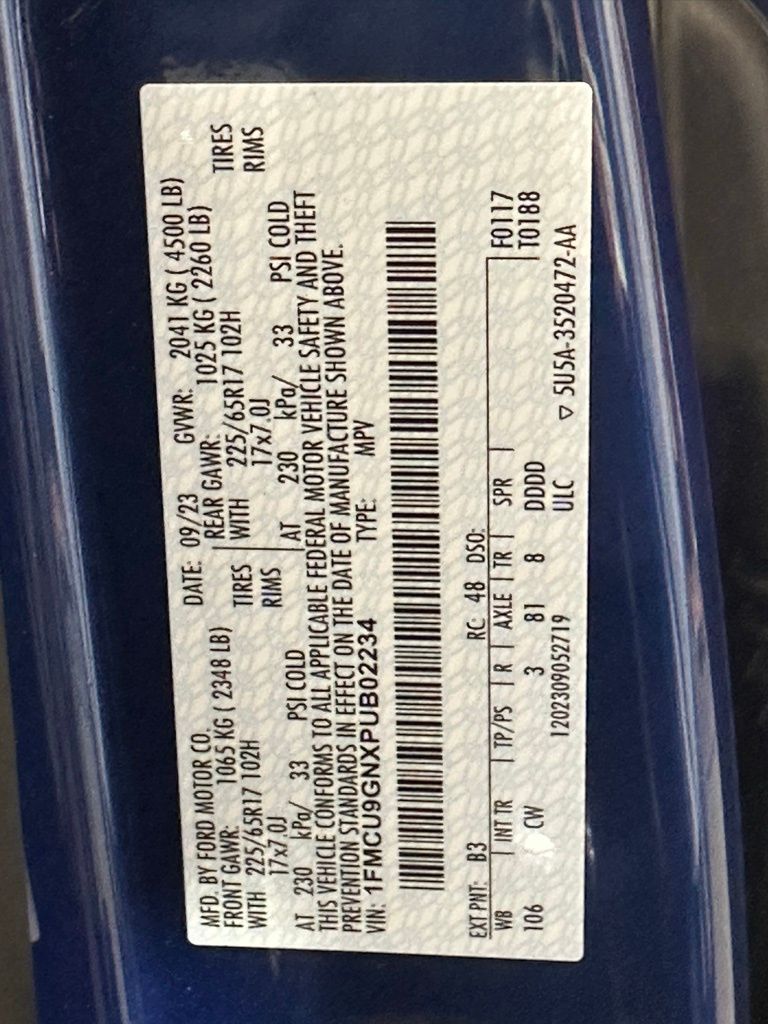 MFD. BY FORD MOTOR CO.
DATE: 09/23 GVWR: 2041 KG ( 4500 LB)
FRONT GAWR: 1065 KG ( 2348 LB) REAR GAWR: 1025 KG ( 2260 LB)
WITH 225/65R17 102H TIRES WITH 225/65R17 102H TIRES
17x7.0J RIMS 17x7.0J RIMS
AT 230 kPa/ 33 PSI COLD AT 230 kPa/ 33 PSI COLD
THIS VEHICLE CONFORMS TO ALL APPLICABLE FEDERAL MOTOR VEHICLE SAFETY AND THEFT
PREVENTION STANDARDS IN EFFECT ON THE DATE OF MANUFACTURE SHOWN ABOVE.
VIN: 1FMCU9GNXPUB02234 TYPE: MPV
EXT PNT: B3 RC: 48 DSO:
WB INT TR TP/PS R AXLE TR SPR F0117
106 CW 3 81 8 DDDD T0188
1202309052719 ULC ▽ 5U5A-3520472-AA